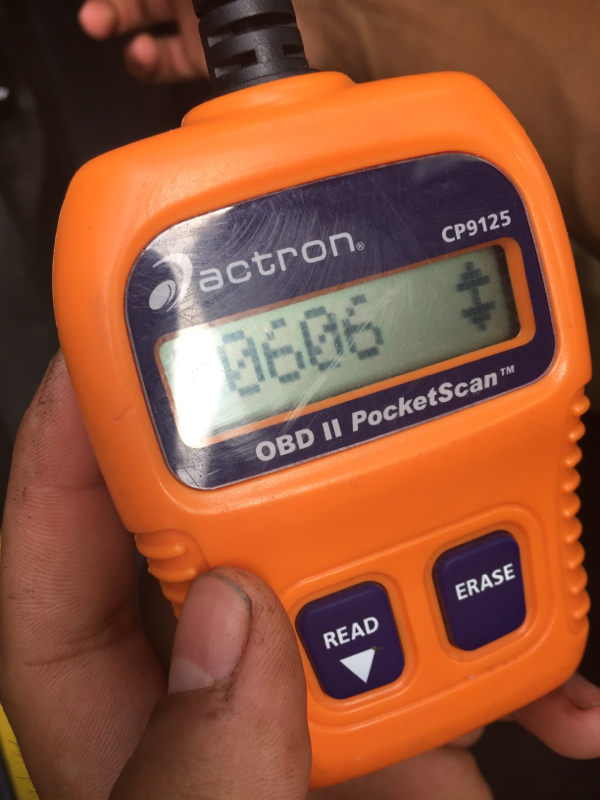 actron®
CP9125
0606
OBD II PocketScan™
READ
ERASE